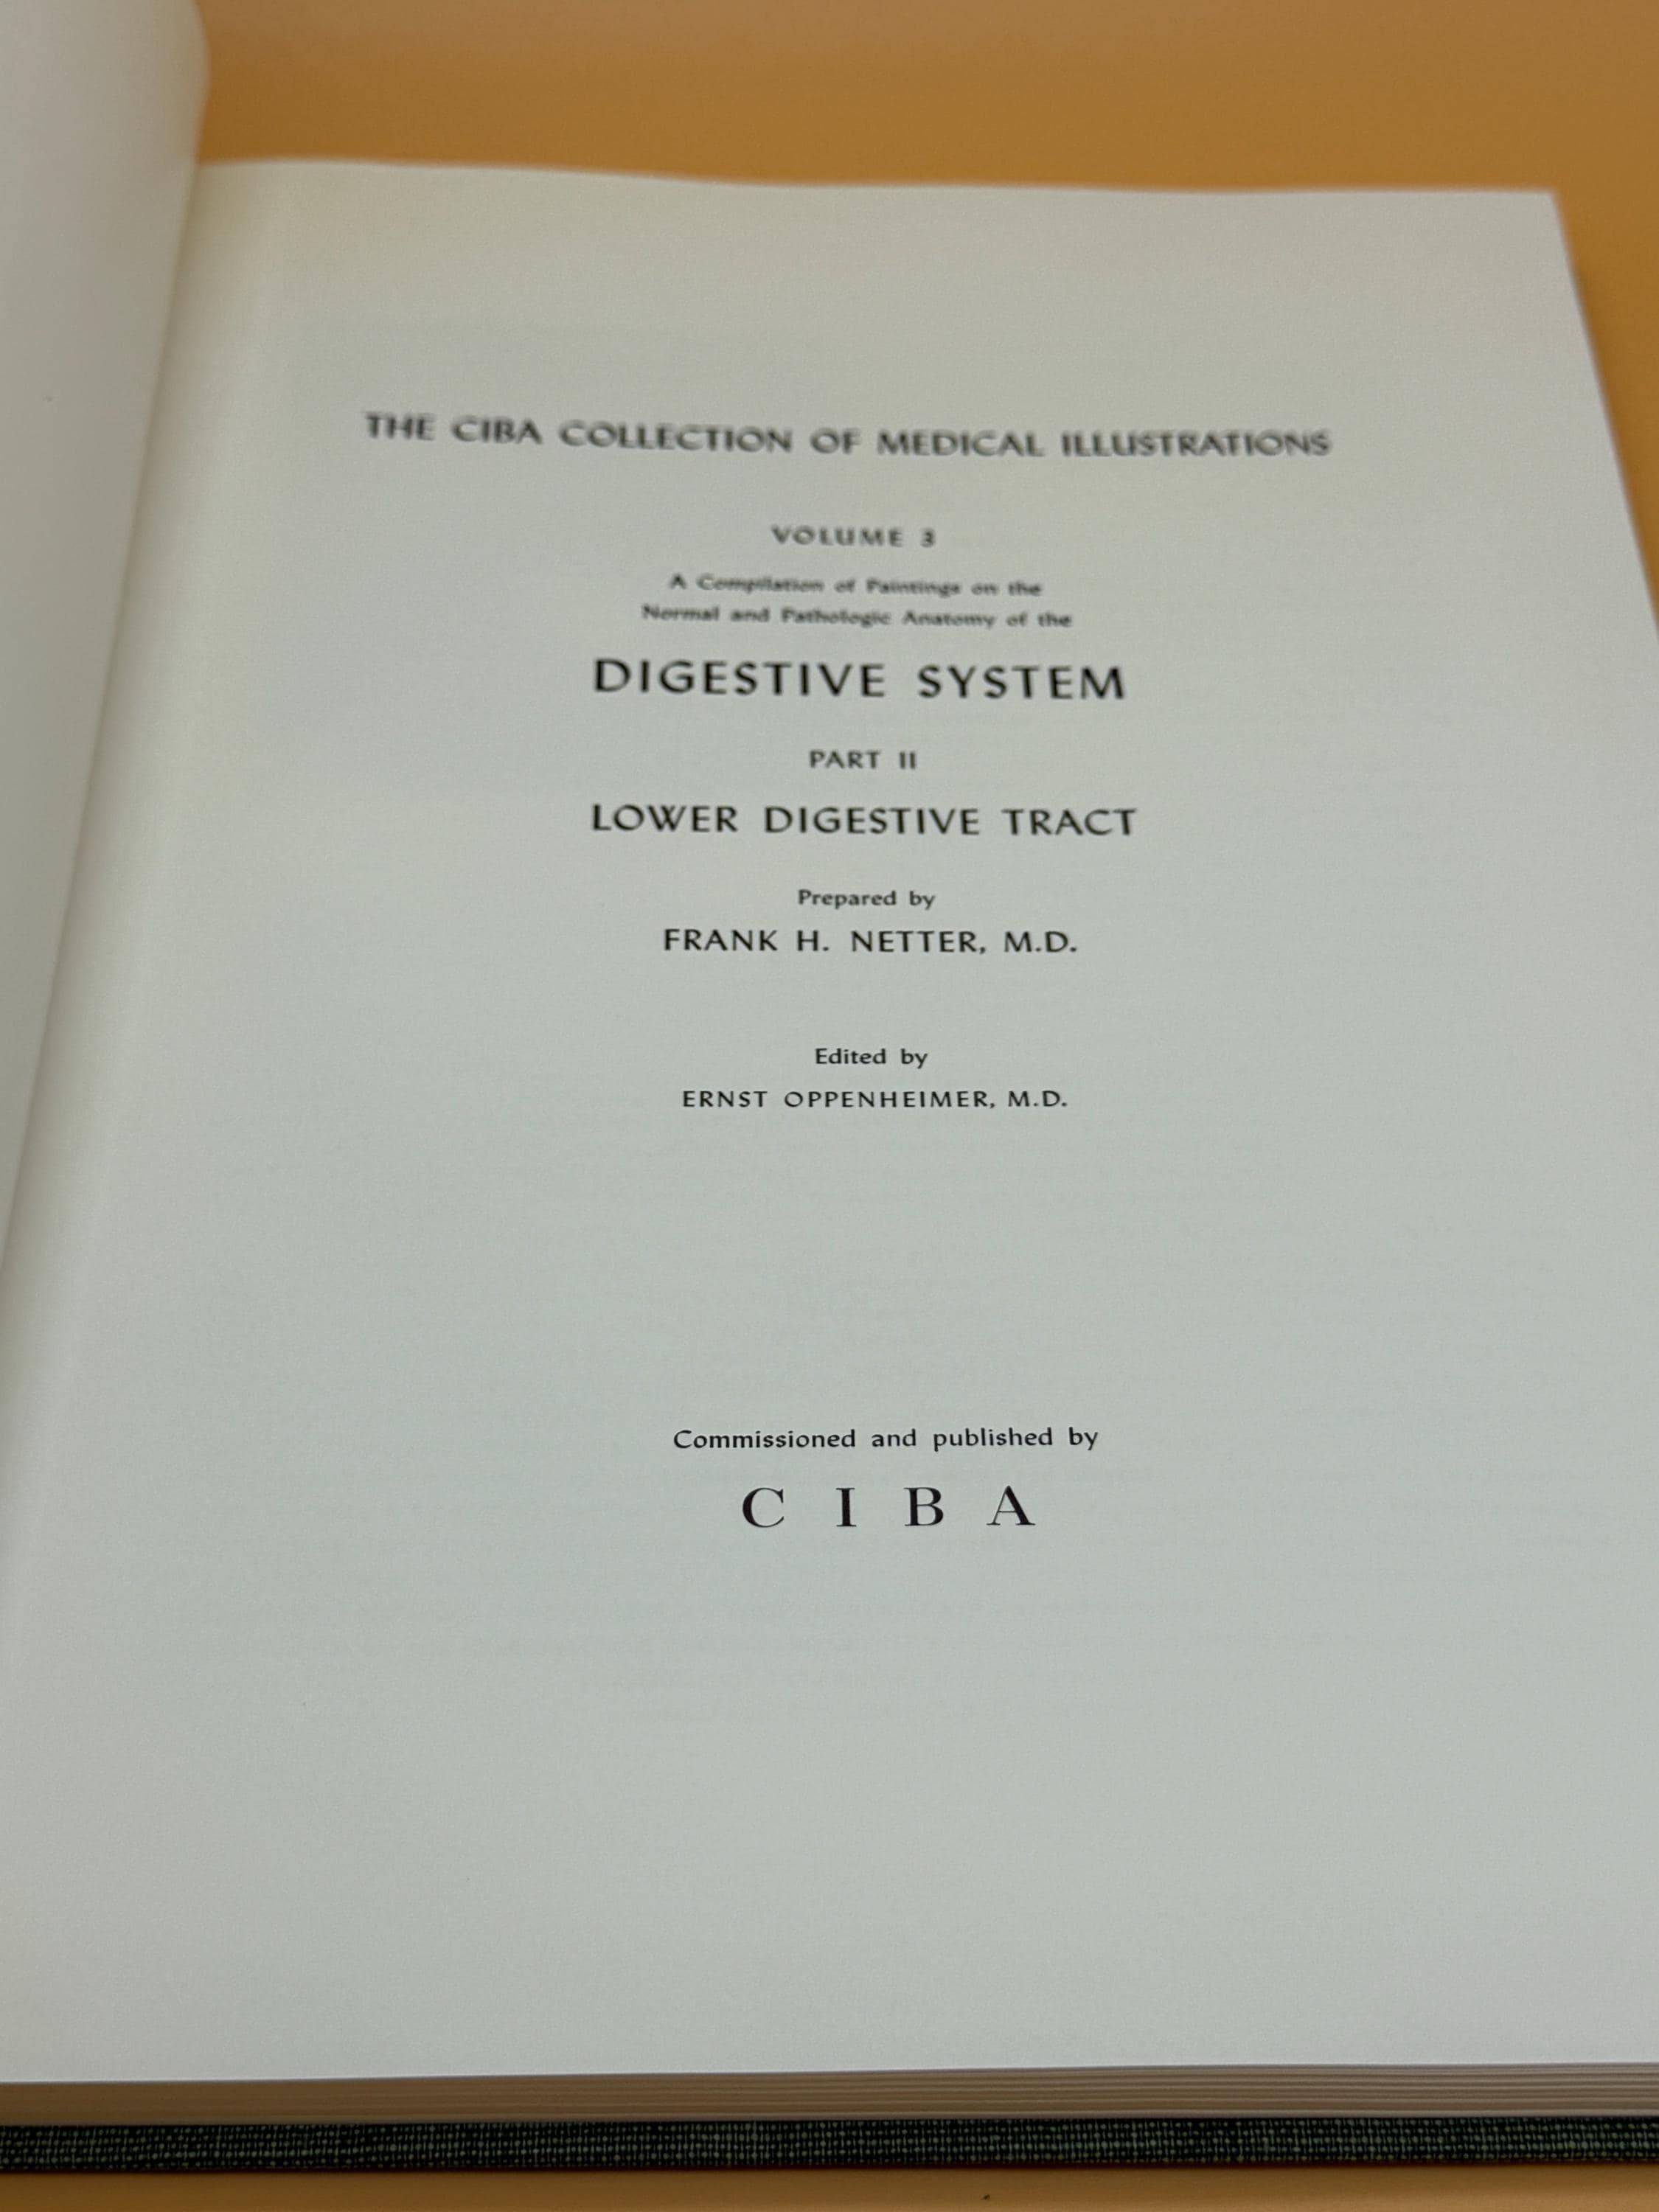 THE CIBA COLLECTION OF MEDICAL ILLUSTRATIONS
VOLUME 3
A Compilation of Paintings on the
Normal and Pathologic Anatomy of the
DIGESTIVE SYSTEM
PART II
LOWER DIGESTIVE TRACT
Prepared by
FRANK H. NETTER, M.D.
Edited by
ERNST OPPENHEIMER, M.D.
Commissioned and published by
C I B A